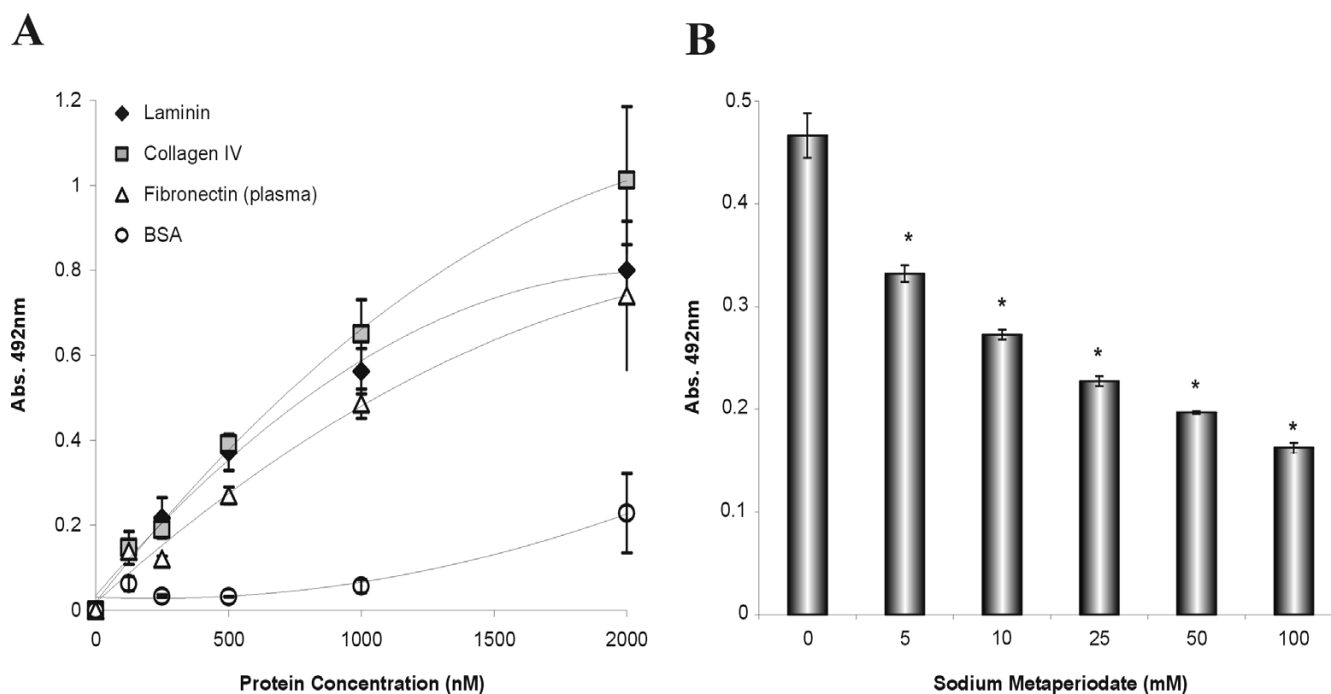 A
1.2
1
0.8
0.6
0.4
0.2
0
Abs. 492nm
Laminin
Collagen IV
Fibronectin (plasma)
BSA
0 500 1000 1500 2000
Protein Concentration (nM)
B
0.5
0.4
0.3
0.2
0.1
0
Abs. 492nm
* * * * *
0 5 10 25 50 100
Sodium Metaperiodate (mM)